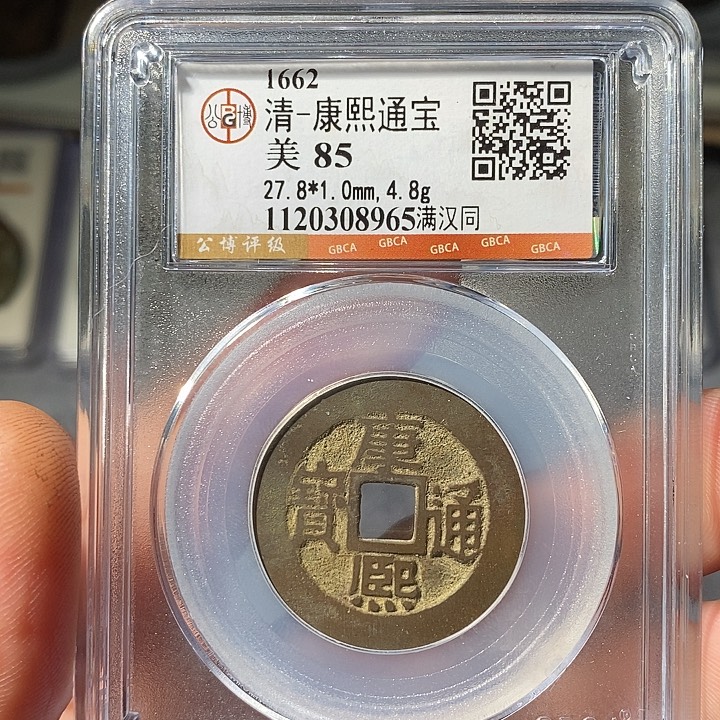 1662
清-康熙通宝
美 85
27.8*1.0mm,4.8g
1120308965满汉同
公博评级 GBCA GBCA GBCA GBCA GBCA
康
寶 通
熙